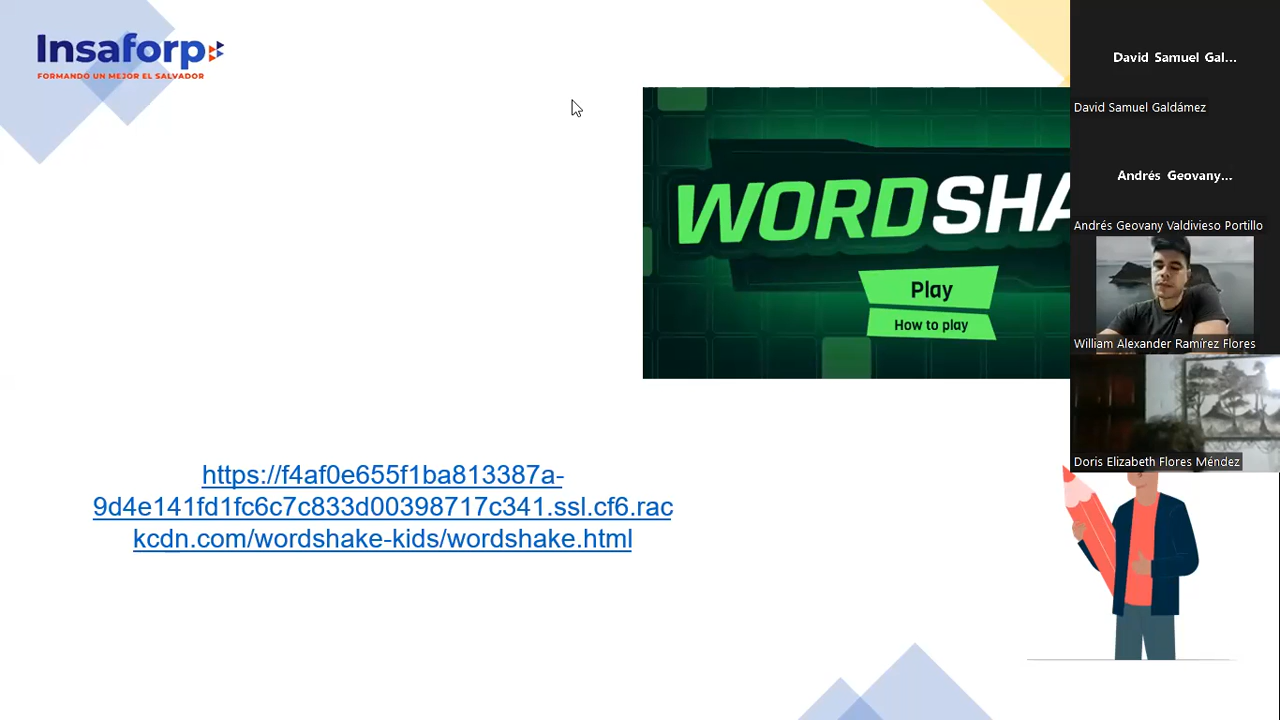 Insaforp
FORMANDO UN MEJOR EL SALVADOR
WORDSHA
Play
How to play
https://f4af0e655f1ba813387a-
9d4e141fd1fc6c7c833d00398717c341.ssl.cf6.rac
kcdn.com/wordshake-kids/wordshake.html
David Samuel Gal...
David Samuel Galdámez
Andrés Geovany...
Andrés Geovany Valdivieso Portillo
William Alexander Ramírez Flores
Doris Elizabeth Flores Méndez